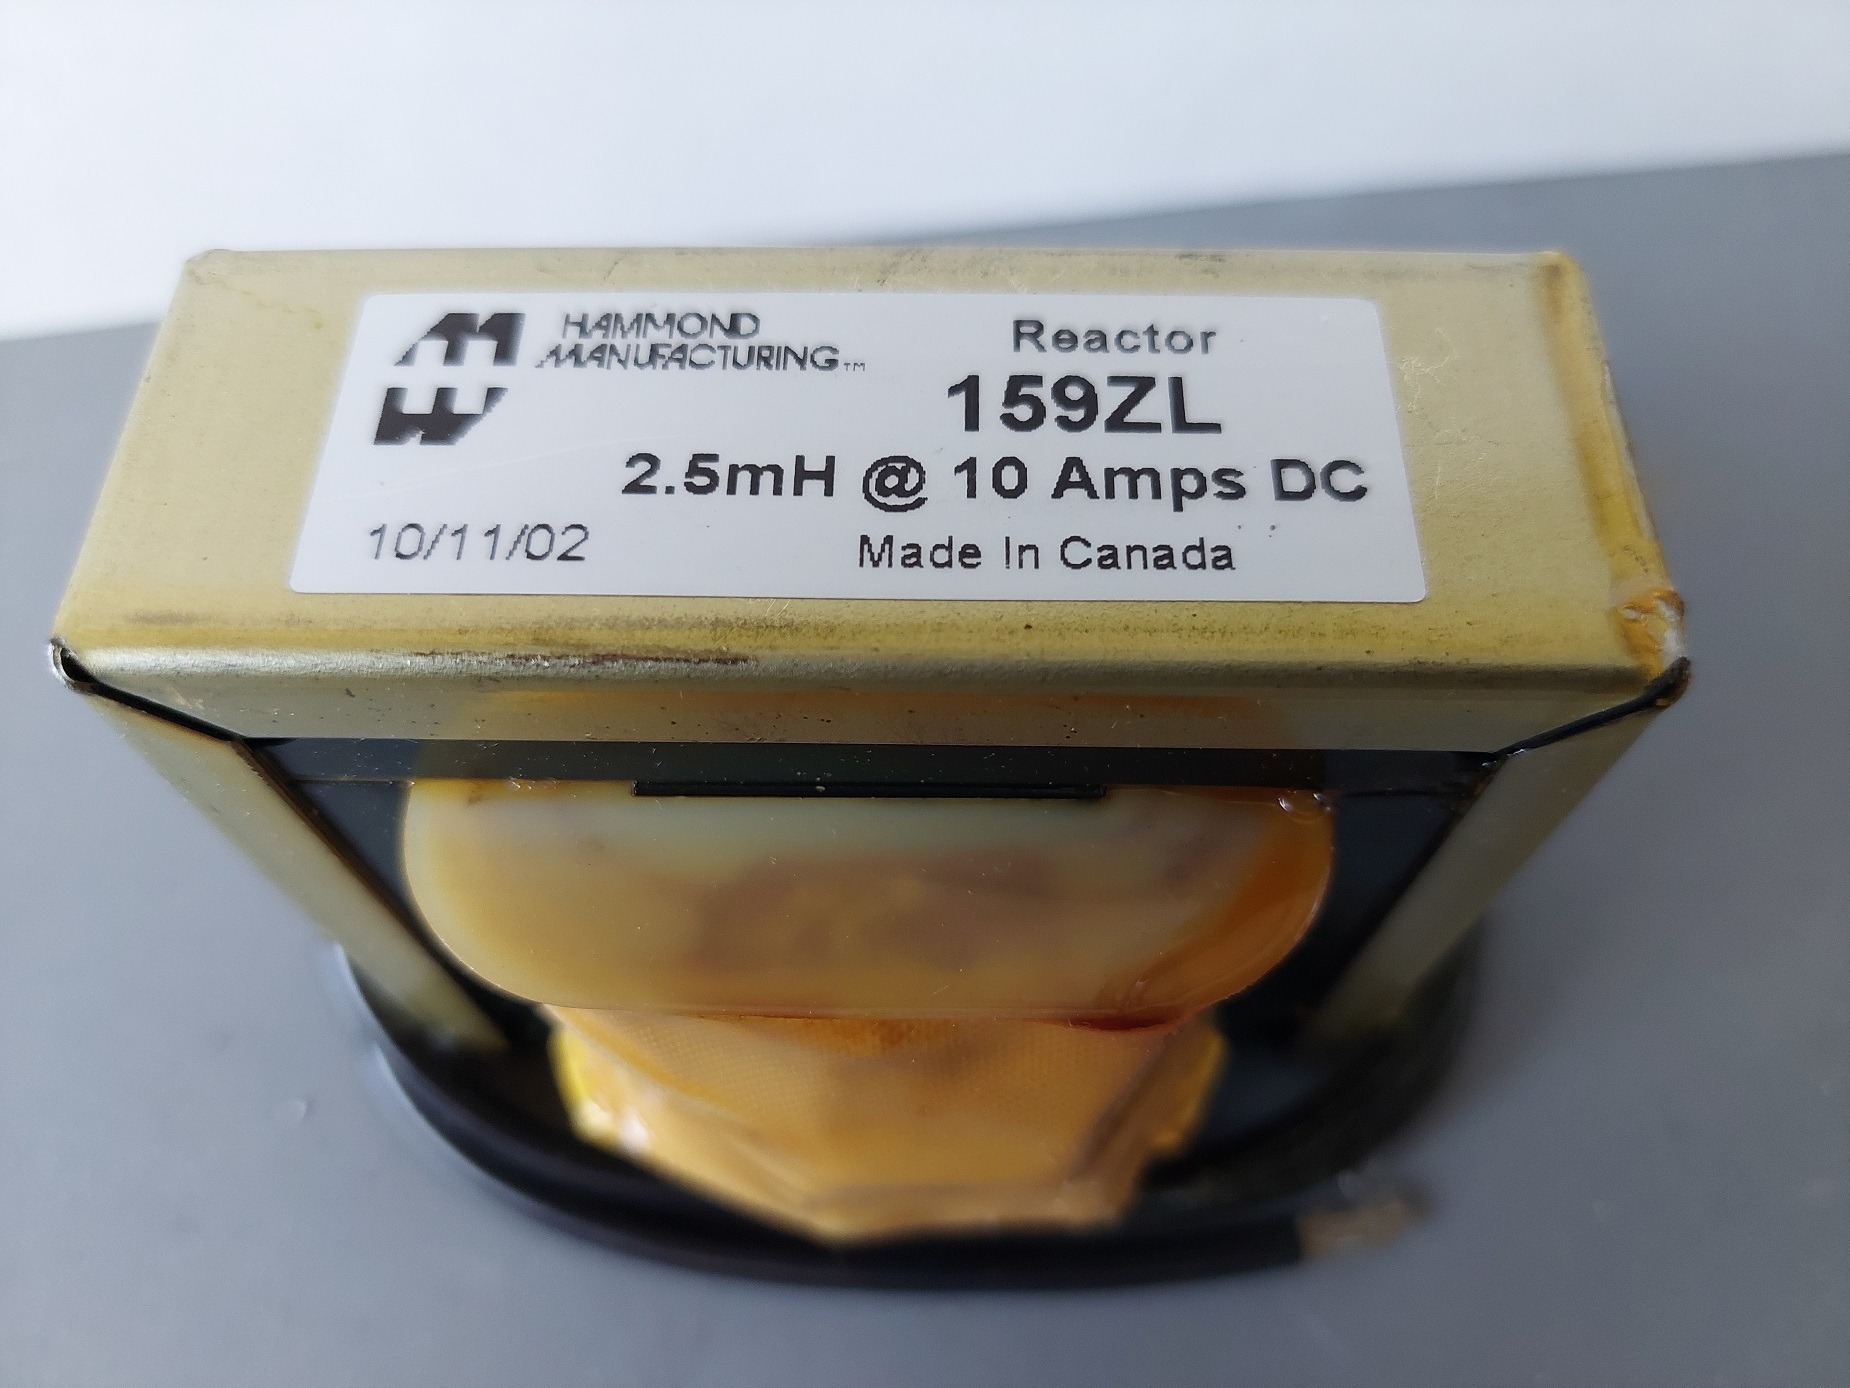 HAMMOND
MANUFACTURING™
Reactor
159ZL
2.5mH @ 10 Amps DC
10/11/02
Made In Canada